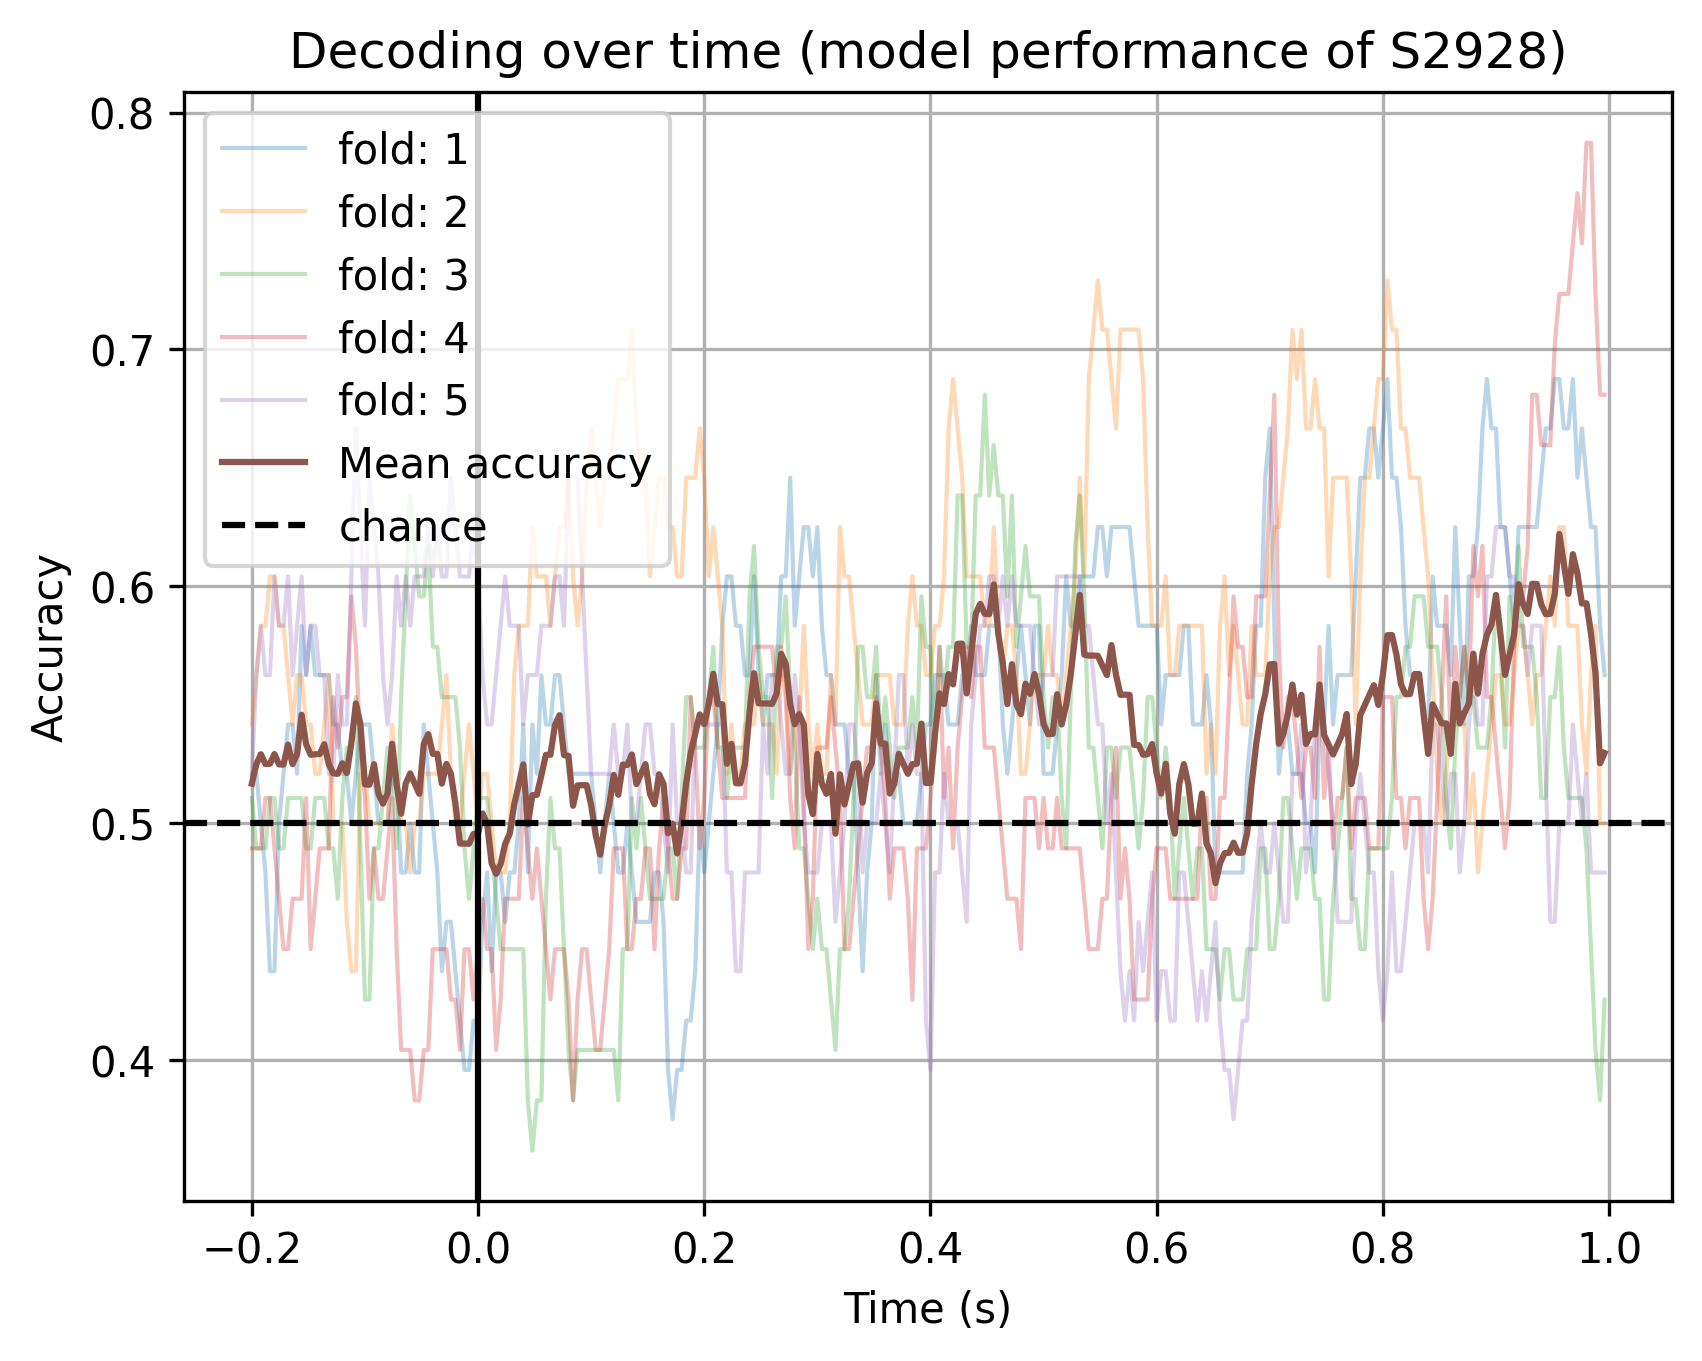 Decoding over time (model performance of S2928)
0.8
0.7
0.6
0.5
0.4
Accuracy
fold: 1
fold: 2
fold: 3
fold: 4
fold: 5
Mean accuracy
chance
−0.2 0.0 0.2 0.4 0.6 0.8 1.0
Time (s)